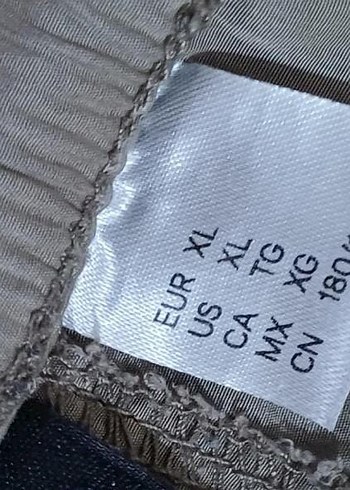 EUR XL
US XL
CA TG
MX XG
CN 180/